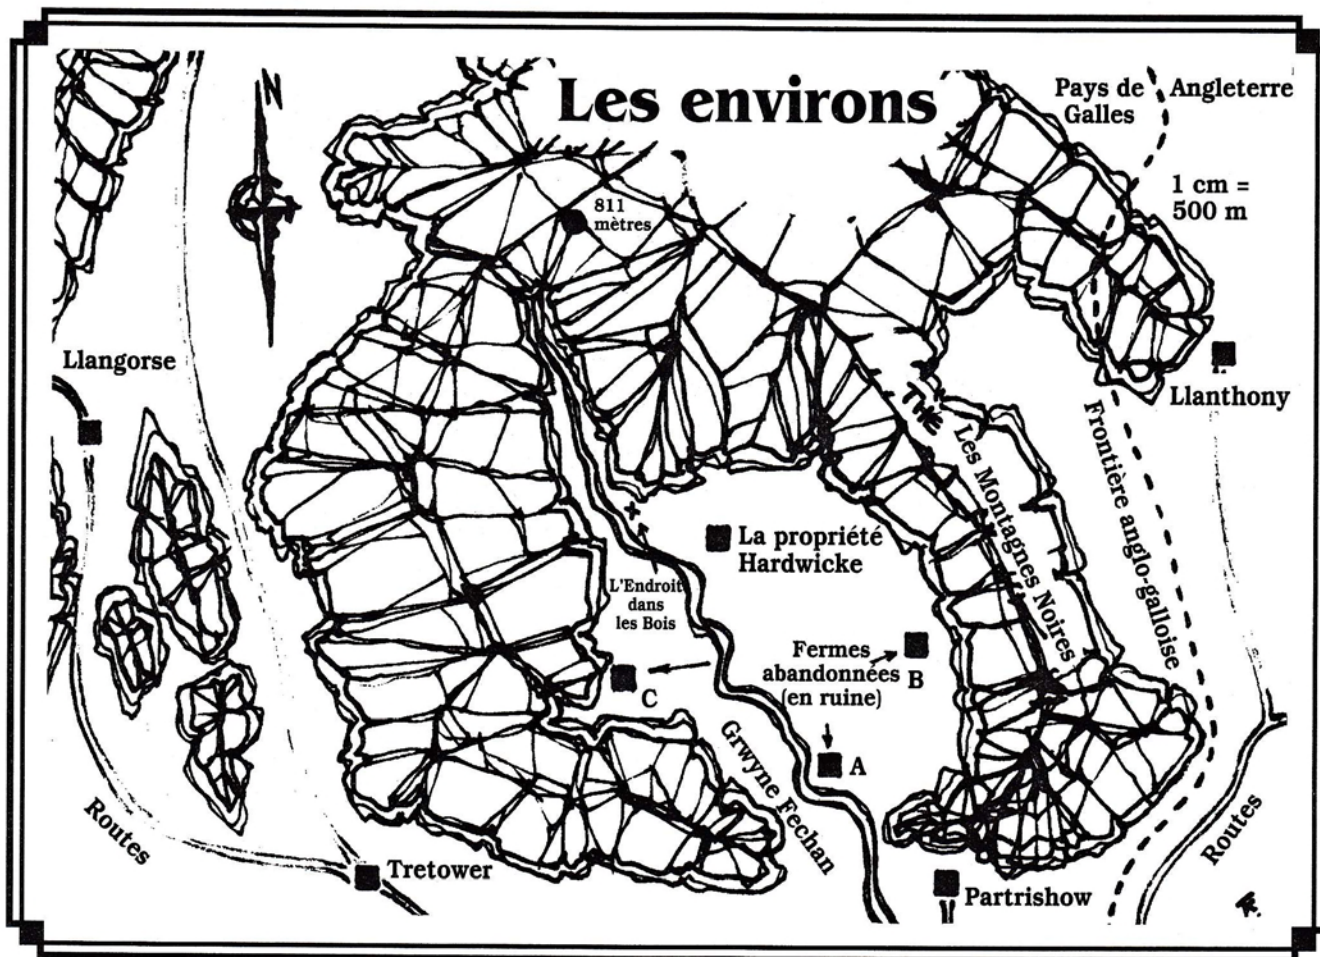 Les environs
N
Pays de
Galles
Angleterre
1 cm =
500 m
811
mètres
Llangorse
Llanthony
THE
Les Montagnes Noires
Frontière anglo-galloise
La propriété
Hardwicke
L'Endroit
dans
les Bois
Fermes
abandonnées
(en ruine)
B
C
A
Grwyne Fechan
Routes
Routes
Tretower
Partrishow